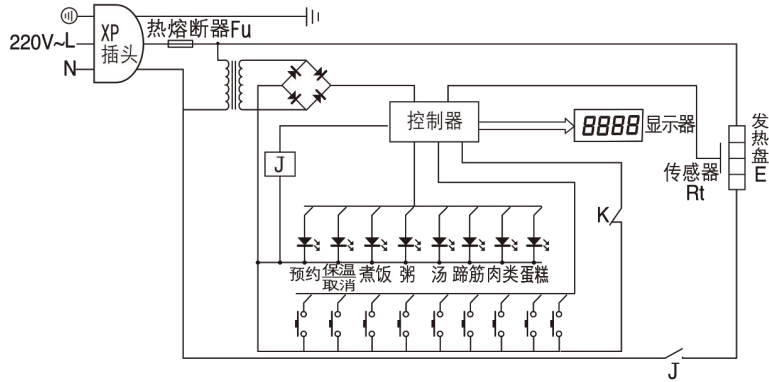 XP
插头
热熔断器Fu
220V~L
N
控制器
8888
显示器
发热盘E
传感器
Rt
J
K
预约
保温
取消
煮饭
粥
汤
蹄筋
肉类
蛋糕
J